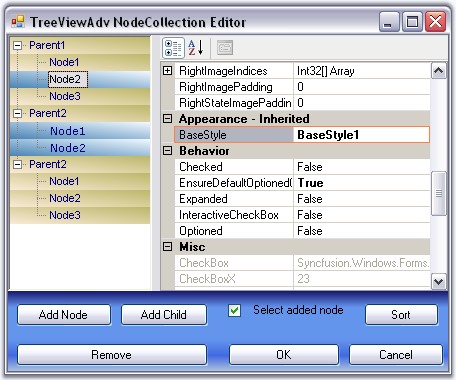 TreeViewAdv NodeCollection Editor
Parent1
Node1
Node2
Node3
Parent2
Node1
Node2
Parent2
Node1
Node2
Node3
RightImageIndices Int32[] Array
RightImagePadding 0
RightStateImagePaddin 0
Appearance - Inherited
BaseStyle BaseStyle1
Behavior
Checked False
EnsureDefaultOptionedC True
Expanded False
InteractiveCheckBox False
Optioned False
Misc
CheckBox Syncfusion.Windows.Forms.
CheckBoxX 23
Add Node Add Child Select added node Sort
Remove OK Cancel